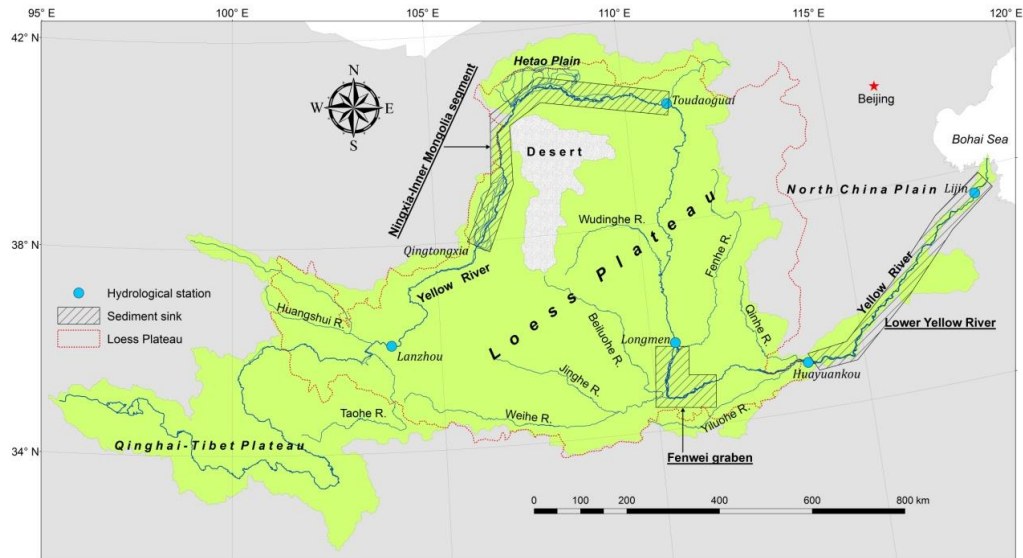 95° E
100° E
105° E
110° E
115° E
120° E
42° N
38° N
34° N
N
W
E
S
Hetao Plain
Ningxia-Inner Mongolia segment
Toudaoguai
Beijing
Bohai Sea
Desert
North China Plain
Lijin
Wudinghe R.
Loess Plateau
Fenhe R.
Qingtongxia
Yellow River
Yellow River
Hydrological station
Sediment sink
Loess Plateau
Huangshui R.
Lanzhou
Beiluohe R.
Longmen
Qinhe R.
Lower Yellow River
Huayuankou
Jinghe R.
Taohe R.
Weihe R.
Yiluohe R.
Qinghai-Tibet Plateau
Fenwei graben
0 50 100 200 400 600 800 km